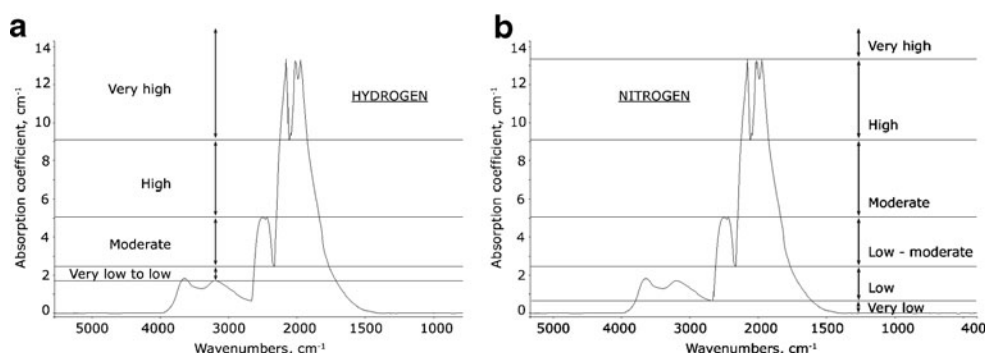 a
Absorption coefficient, cm⁻¹
14
12
10
8
6
4
2
0
Very high
High
Moderate
Very low to low
HYDROGEN
5000 4000 3000 2000 1000
Wavenumbers, cm⁻¹
b
Absorption coefficient, cm⁻¹
14
12
10
8
6
4
2
0
NITROGEN
Very high
High
Moderate
Low - moderate
Low
Very low
5000 4000 3000 2000 1000 400
Wavenumbers, cm⁻¹